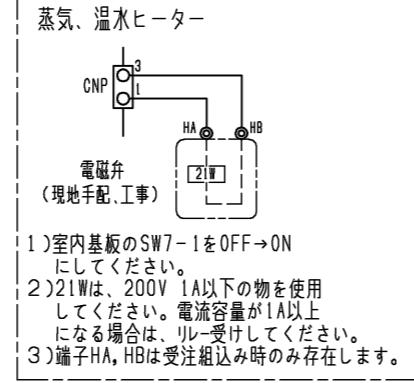 蒸気、温水ヒーター
3
CNP
1
HA
HB
電磁弁
(現地手配､工事)
21W
1)室内基板のSW7-1をOFF→ON
にしてください。
2)21Wは、200V 1A以下の物を使用
してください。電流容量が1A以上
になる場合は、リレー受けしてください。
3)端子HA,HBは受注組込み時のみ存在します。